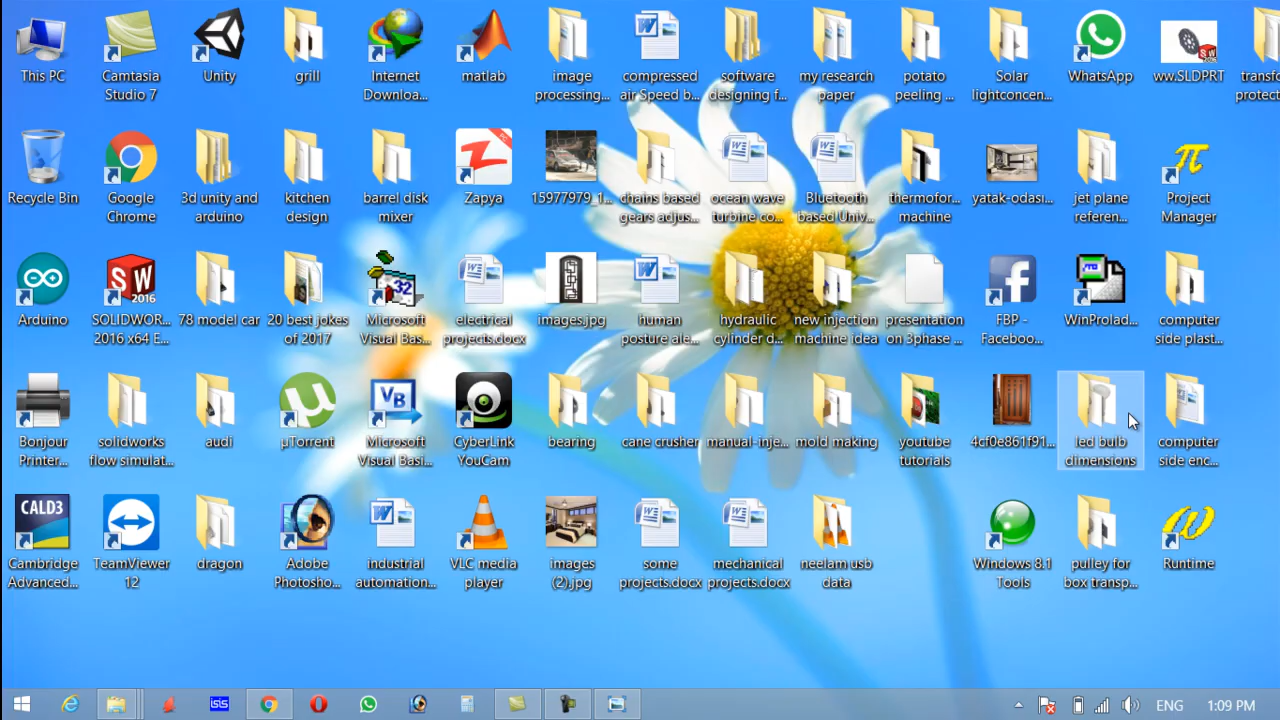 This PC
Camtasia
Studio 7
Unity
grill
Internet
Downloa...
matlab
image
processing...
compressed
air Speed b...
software
designing f...
my research
paper
potato
peeling ...
Solar
lightconcen...
WhatsApp
ww.SLDPRT
transfo
protect
Recycle Bin
Google
Chrome
3d unity and
arduino
kitchen
design
barrel disk
mixer
Zapya
15977979_1...
chains based
gears adjus...
ocean wave
turbine co...
Bluetooth
based Univ...
thermofor...
machine
yatak-odası...
jet plane
referen...
Project
Manager
Arduino
SW
2016
SOLIDWOR...
2016 x64 E...
78 model car
20 best jokes
of 2017
32
Microsoft
Visual Bas...
electrical
projects.docx
images.jpg
human
posture ale...
hydraulic
cylinder d...
new injection
machine idea
presentation
on 3phase ...
FBP -
Faceboo...
WinProlad...
computer
side plast...
Bonjour
Printer...
solidworks
flow simulat...
audi
µTorrent
VB
Microsoft
Visual Basi...
CyberLink
YouCam
bearing
cane crusher
manual-inje...
mold making
youtube
tutorials
4cf0e861f91...
led bulb
dimensions
computer
side enc...
CALD3
Cambridge
Advanced...
TeamViewer
12
dragon
Adobe
Photosho...
industrial
automation...
VLC media
player
images
(2).jpg
some
projects.docx
mechanical
projects.docx
neelam usb
data
Windows 8.1
Tools
pulley for
box transp...
Runtime
ISIS
ENG
1:09 PM